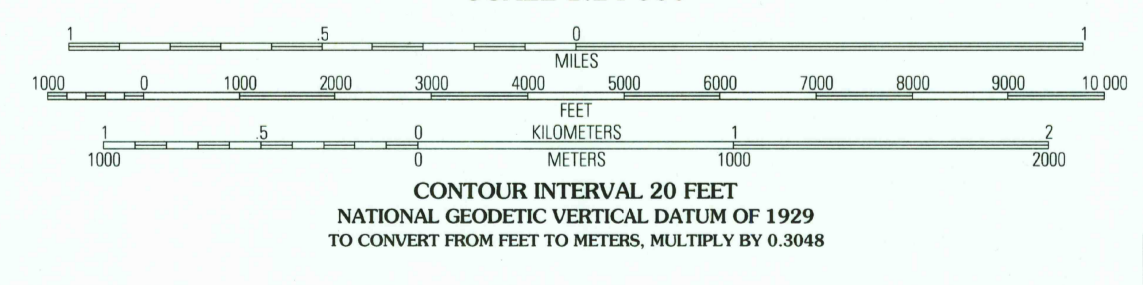 1 .5 0 1
MILES
1000 0 1000 2000 3000 4000 5000 6000 7000 8000 9000 10 000
FEET
1 .5 0 KILOMETERS 1 2
1000 0 METERS 1000 2000
CONTOUR INTERVAL 20 FEET
NATIONAL GEODETIC VERTICAL DATUM OF 1929
TO CONVERT FROM FEET TO METERS, MULTIPLY BY 0.3048